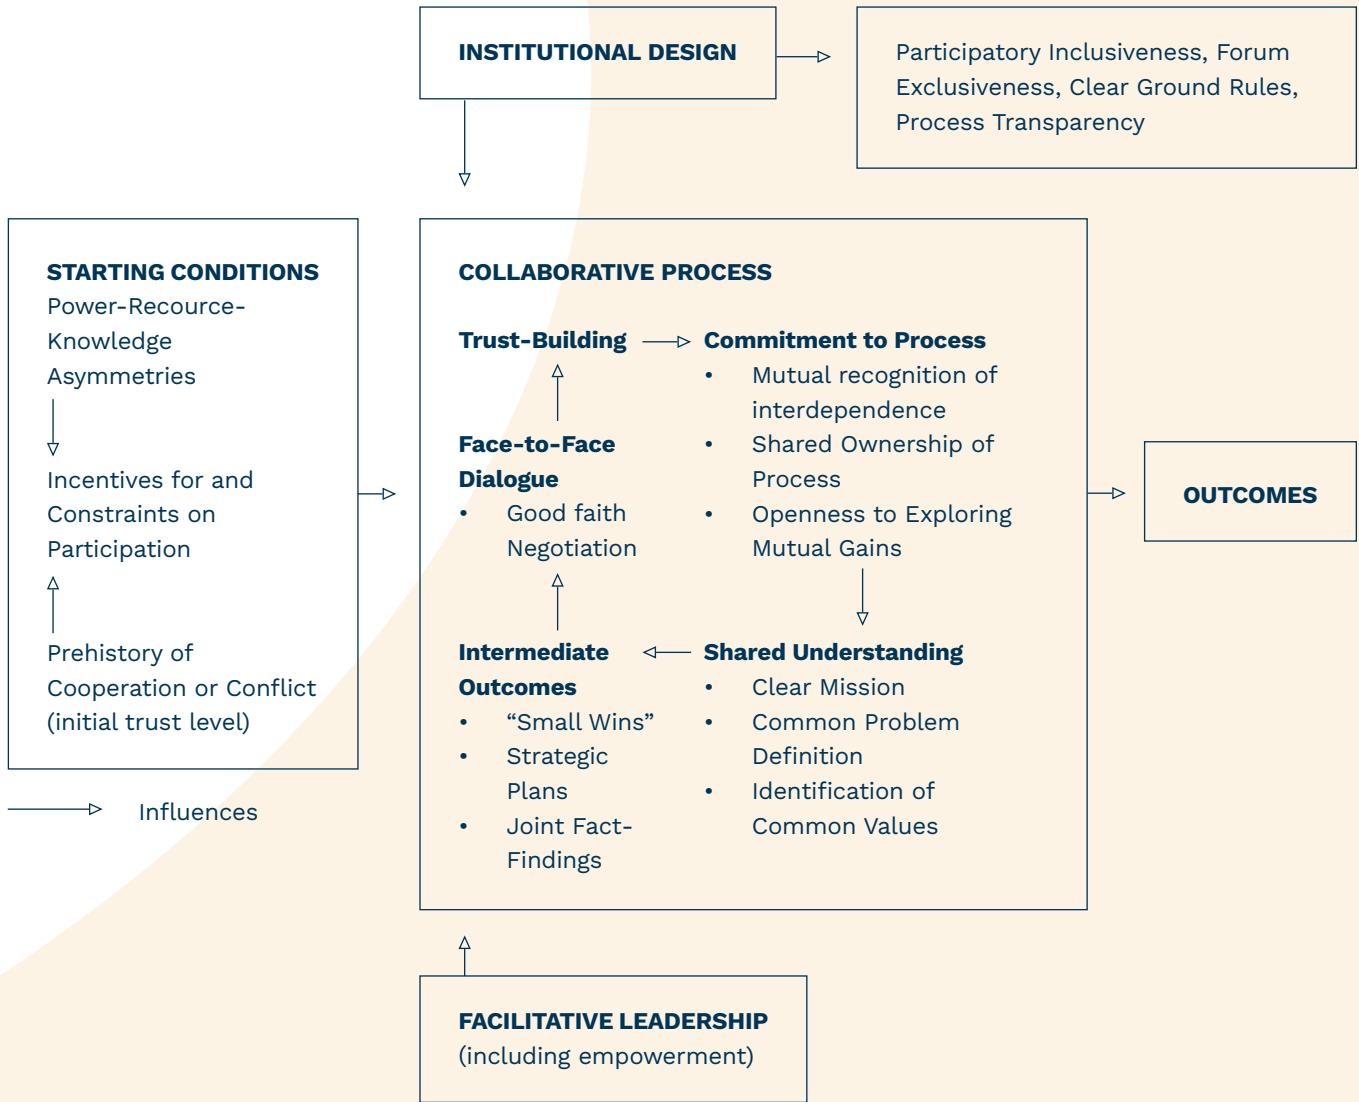 INSTITUTIONAL DESIGN
Participatory Inclusiveness, Forum
Exclusiveness, Clear Ground Rules,
Process Transparency
STARTING CONDITIONS
Power-Recource-
Knowledge
Asymmetries
Incentives for and
Constraints on
Participation
Prehistory of
Cooperation or Conflict
(initial trust level)
Influences
COLLABORATIVE PROCESS
Trust-Building
Commitment to Process
• Mutual recognition of
interdependence
• Shared Ownership of
Process
• Openness to Exploring
Mutual Gains
Face-to-Face
Dialogue
• Good faith
Negotiation
Intermediate
Outcomes
• “Small Wins”
• Strategic
Plans
• Joint Fact-
Findings
Shared Understanding
• Clear Mission
• Common Problem
Definition
• Identification of
Common Values
OUTCOMES
FACILITATIVE LEADERSHIP
(including empowerment)